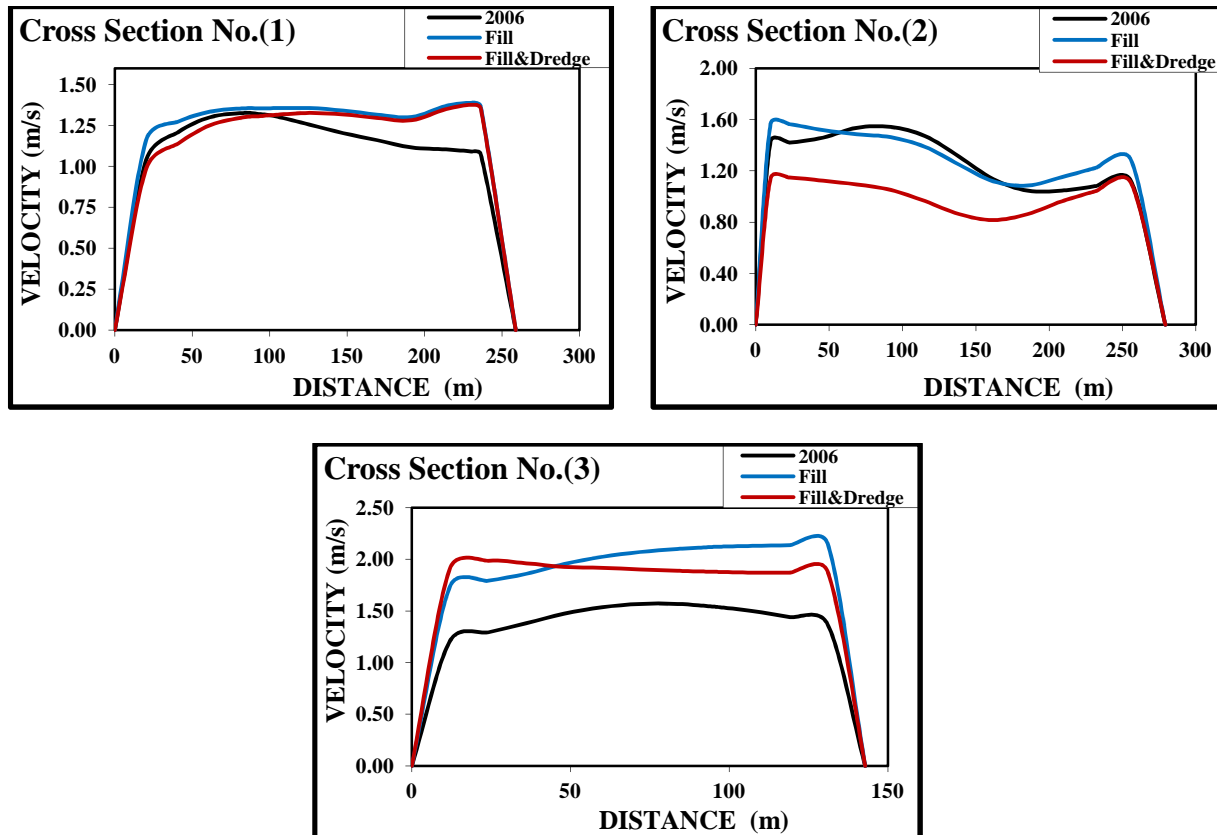 Cross Section No.(1)
2006
Fill
Fill&Dredge
VELOCITY (m/s)
1.50
1.25
1.00
0.75
0.50
0.25
0.00
0 50 100 150 200 250 300
DISTANCE (m)
Cross Section No.(2)
2006
Fill
Fill&Dredge
VELOCITY (m/s)
2.00
1.60
1.20
0.80
0.40
0.00
0 50 100 150 200 250 300
DISTANCE (m)
Cross Section No.(3)
2006
Fill
Fill&Dredge
VELOCITY (m/s)
2.50
2.00
1.50
1.00
0.50
0.00
0 50 100 150
DISTANCE (m)